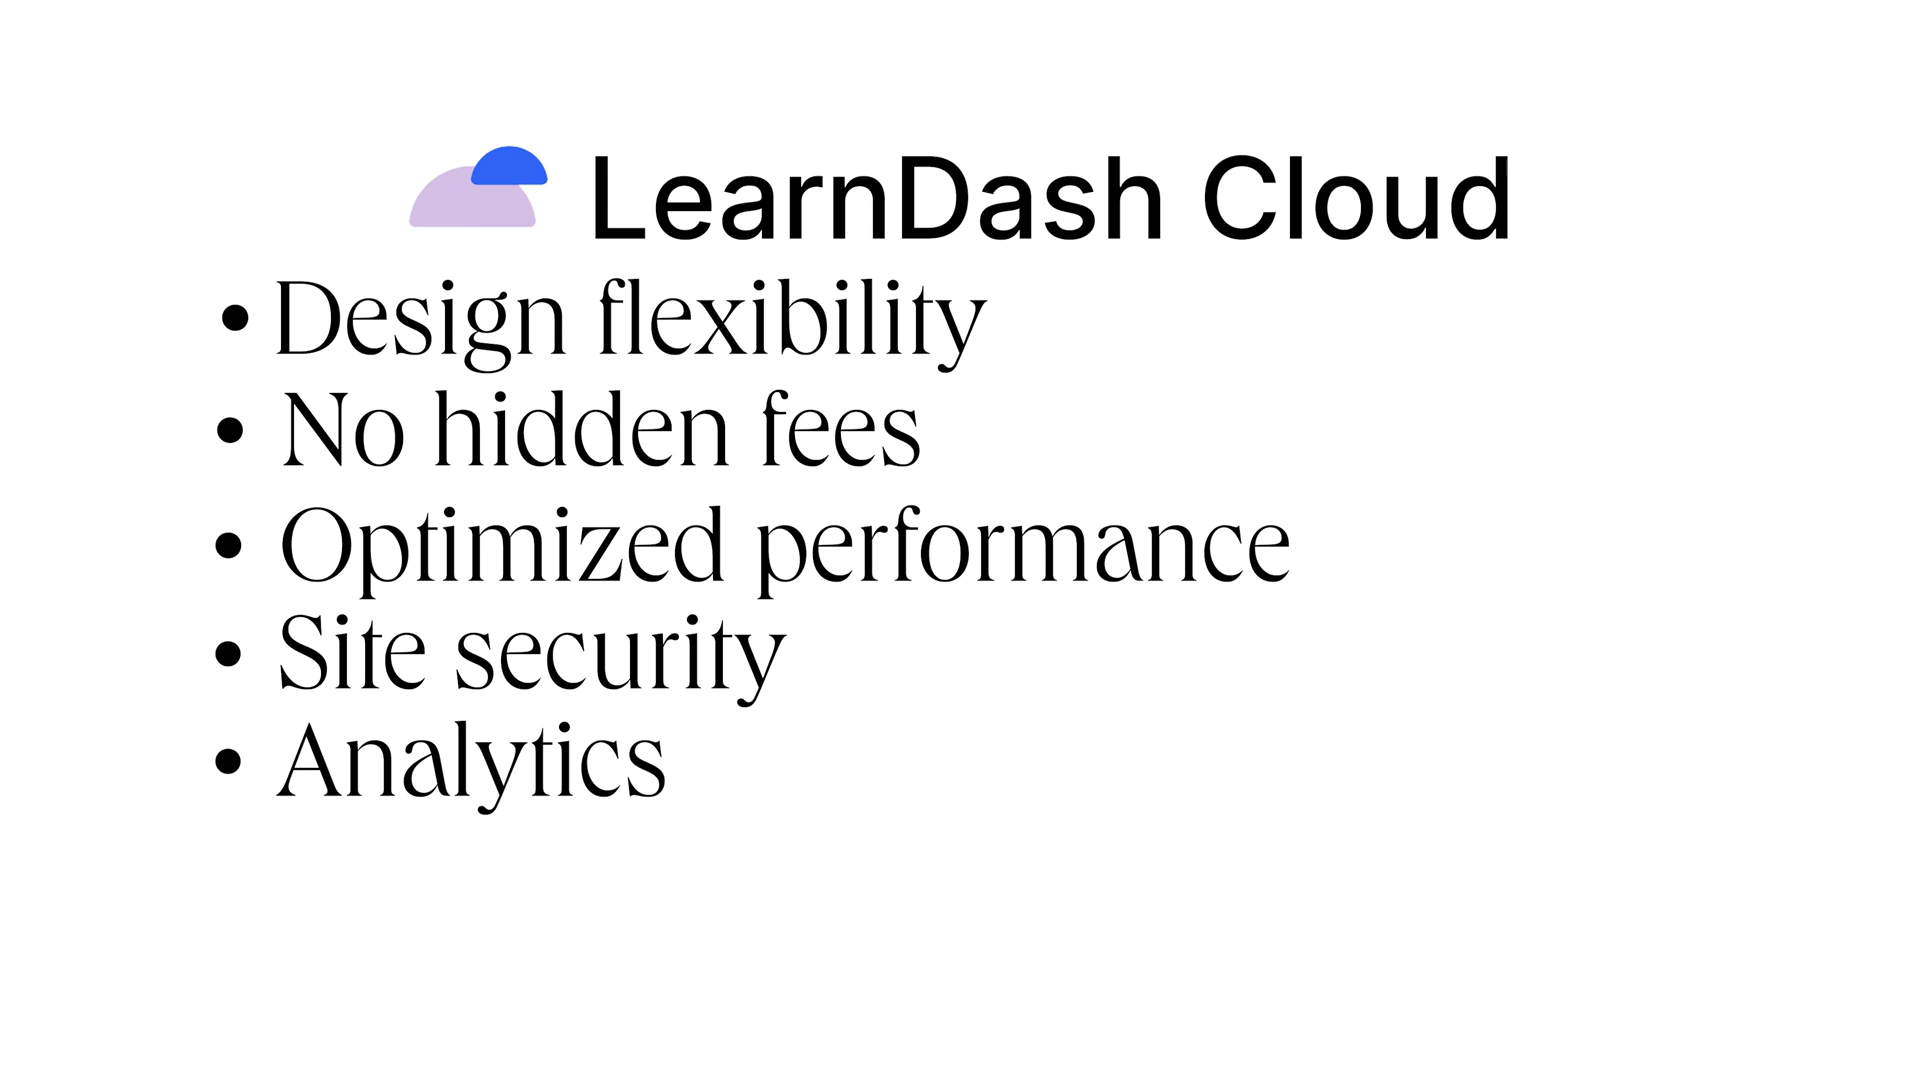 LearnDash Cloud
• Design flexibility
• No hidden fees
• Optimized performance
• Site security
• Analytics